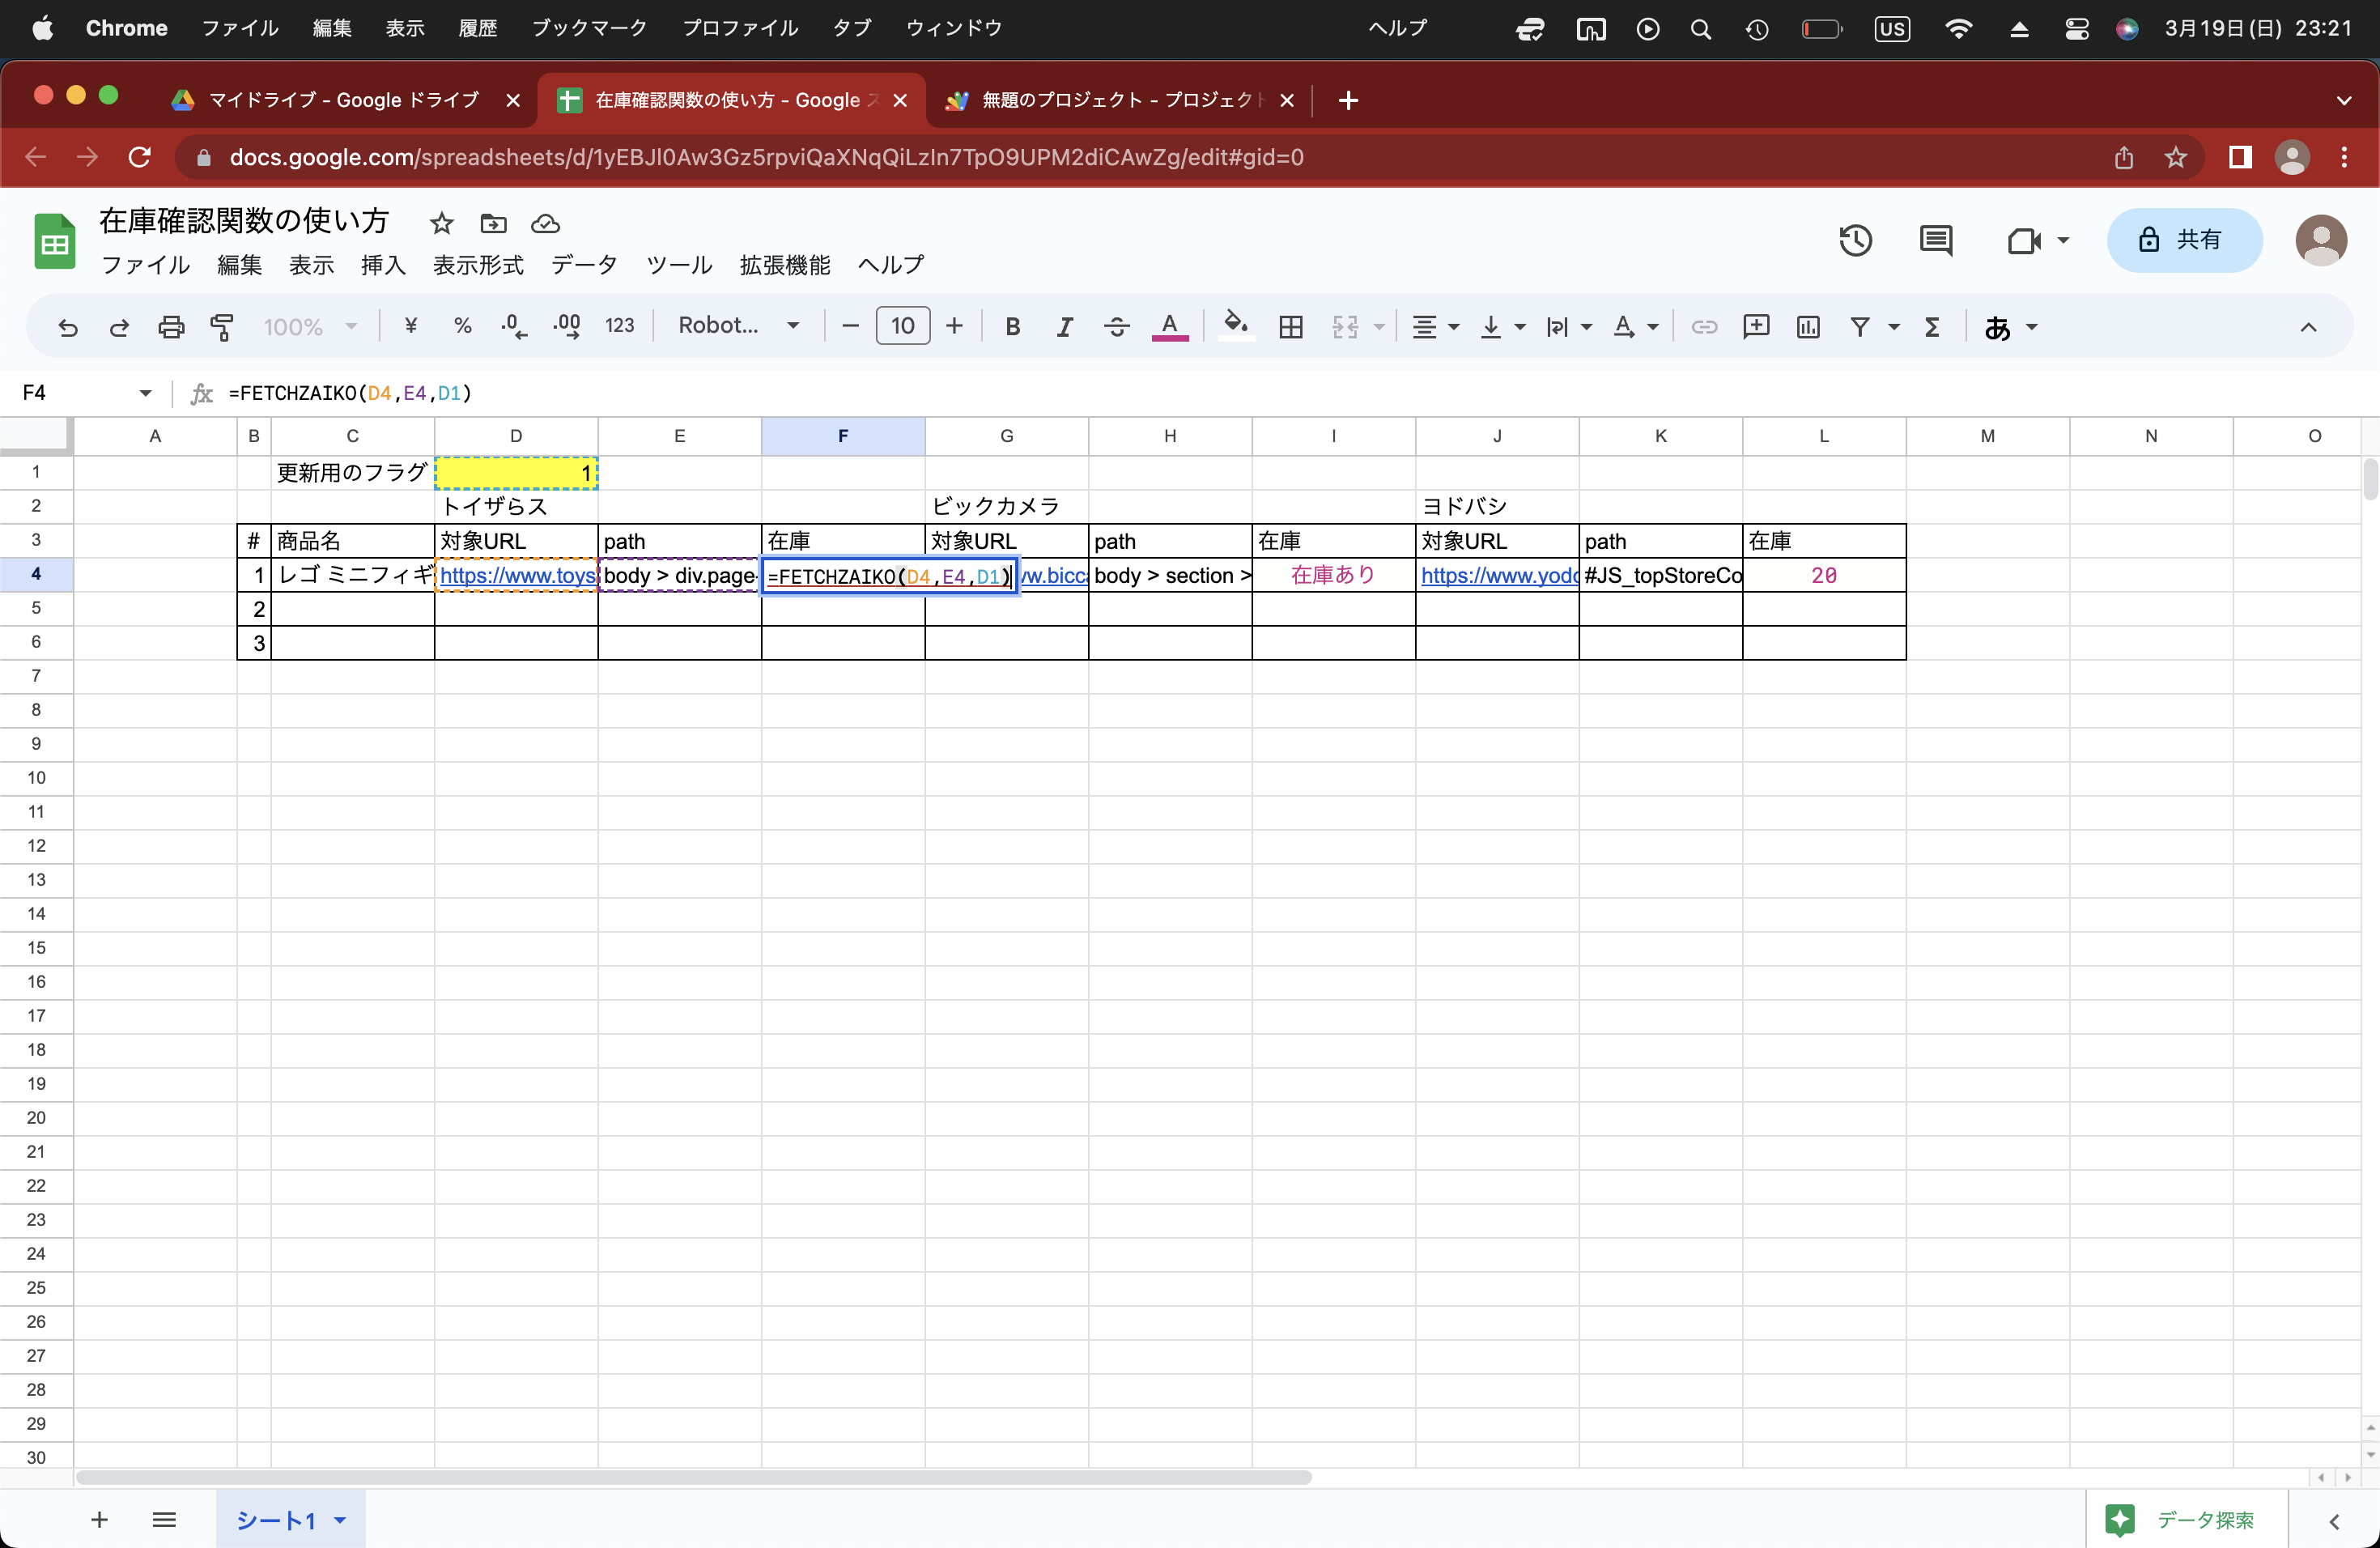 Chrome ファイル 編集 表示 履歴 ブックマーク プロファイル タブ ウィンドウ ヘルプ US 3月19日(日) 23:21
マイドライブ - Google ドライブ 在庫確認関数の使い方 - Google 無題のプロジェクト - プロジェクト
docs.google.com/spreadsheets/d/1yEBJl0Aw3Gz5rpviQaXNqQiLzIn7TpO9UPM2diCAwZg/edit#gid=0
在庫確認関数の使い方
ファイル 編集 表示 挿入 表示形式 データ ツール 拡張機能 ヘルプ
共有
100% ¥ % .0 .00 123 Robot... 10 B I A Σ あ
F4 fx =FETCHZAIKO(D4,E4,D1)
A B C D E F G H I J K L M N O
1 更新用のフラグ 1
2 トイザらス ビックカメラ ヨドバシ
3 # 商品名 対象URL path 在庫 対象URL path 在庫 対象URL path 在庫
4 1 レゴ ミニフィギ https://www.toys body > div.page =FETCHZAIKO(D4,E4,D1) w.bicc body > section > 在庫あり https://www.yod #JS_topStoreCo 20
5 2
6 3
7
8
9
10
11
12
13
14
15
16
17
18
19
20
21
22
23
24
25
26
27
28
29
30
シート1 データ探索